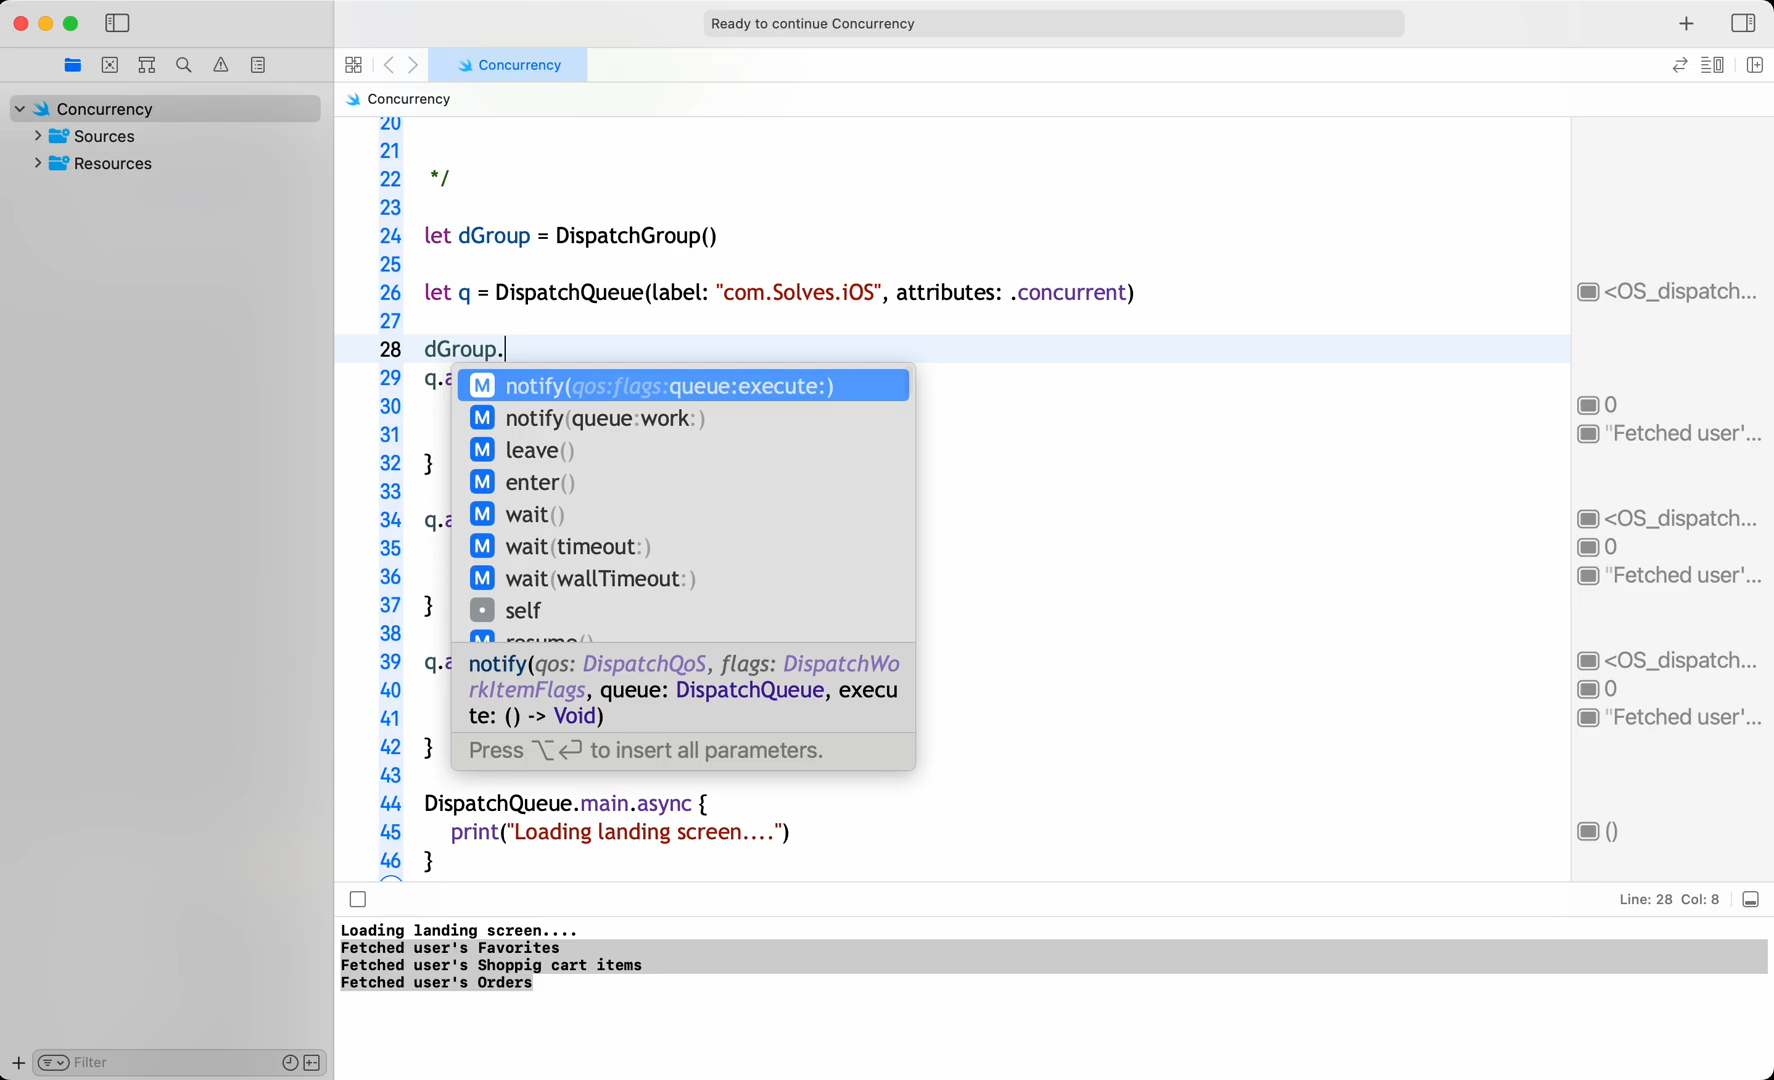 Ready to continue Concurrency
Concurrency
Concurrency
Concurrency
Sources
Resources
20
21
22 */
23
24 let dGroup = DispatchGroup()
25
26 let q = DispatchQueue(label: "com.Solves.iOS", attributes: .concurrent)
<OS_dispatch...
27
28 dGroup.
29 q.a
notify(qos:flags:queue:execute:)
notify(queue:work:)
leave()
enter()
wait()
wait(timeout:)
wait(wallTimeout:)
self
resume()
notify(qos: DispatchQoS, flags: DispatchWo
rkItemFlags, queue: DispatchQueue, execu
te: () -> Void)
Press ⌥↩ to insert all parameters.
30
0
31
"Fetched user'...
32 }
33
34 q.a
<OS_dispatch...
35
0
36
"Fetched user'...
37 }
38
39 q.a
<OS_dispatch...
40
0
41
"Fetched user'...
42 }
43
44 DispatchQueue.main.async {
45 print("Loading landing screen....")
()
46 }
Line: 28 Col: 8
Loading landing screen....
Fetched user's Favorites
Fetched user's Shoppig cart items
Fetched user's Orders
Filter